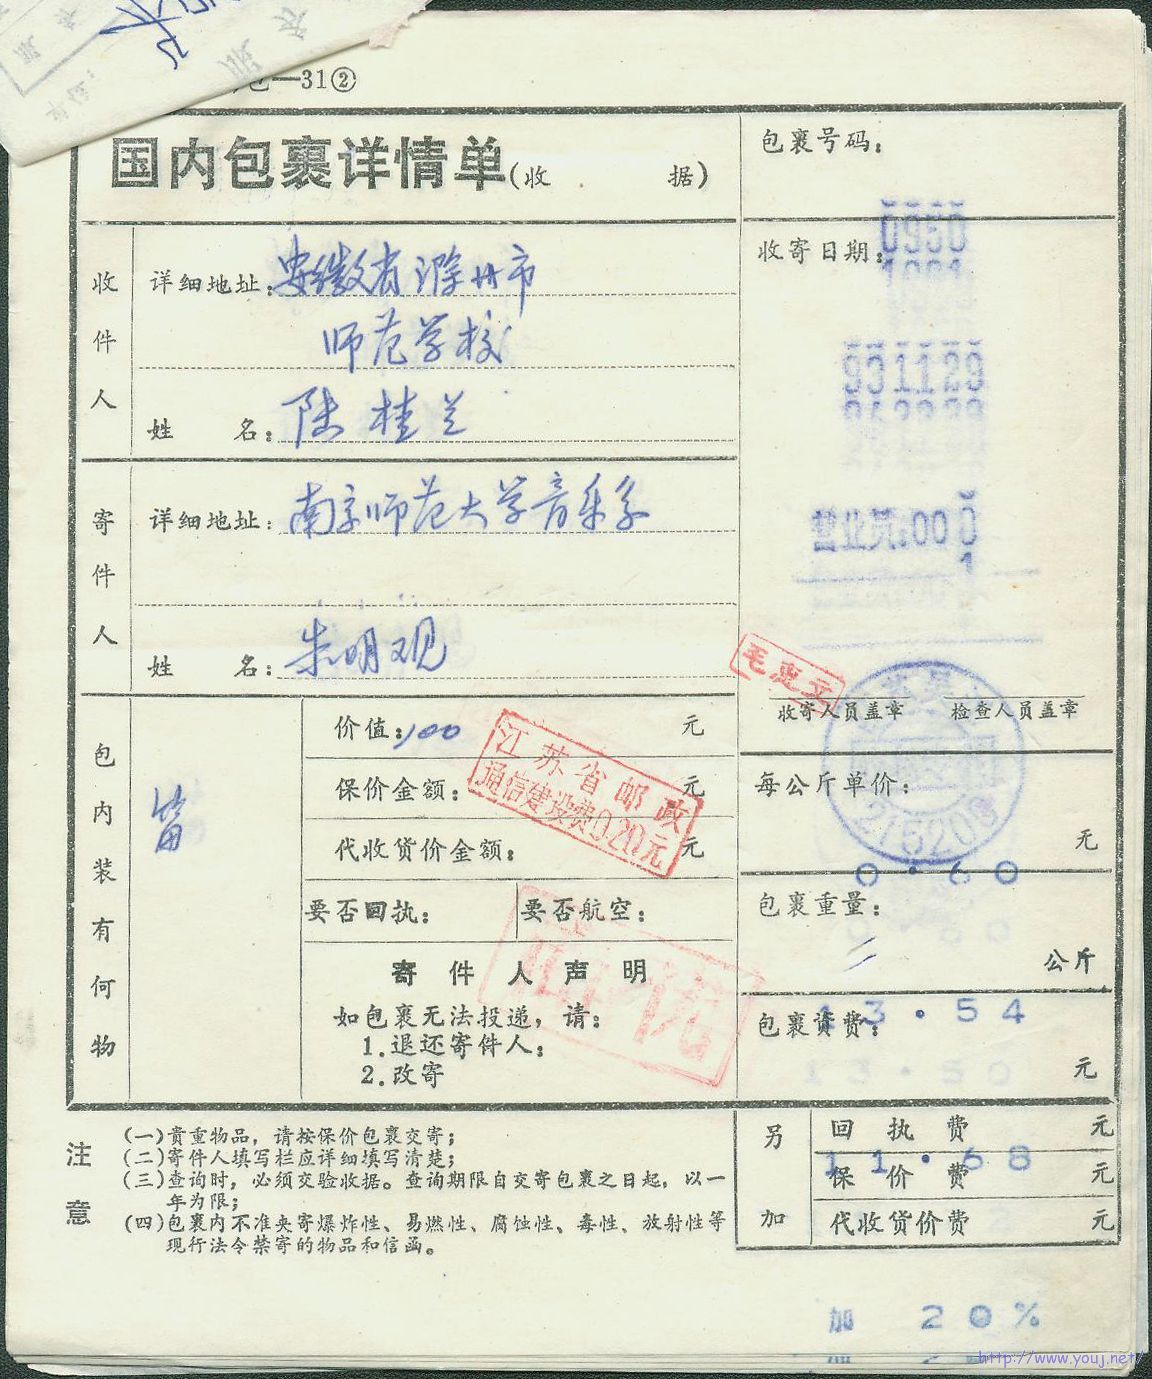 —31②
国内包裹详情单(收 据)
包裹号码：
收件人
详细地址：安徽省滁州市
师范学校
姓 名：陆桂兰
收寄日期：
0930
931129
营业员:00
寄件人
详细地址：南京师范大学音乐系
姓 名：朱明观
收寄人员盖章
检查人员盖章
215206
包内装有何物
笛
价值：100 元
保价金额： 元
代收货价金额： 元
江苏省邮政
通信建设费0.20元
要否回执：
要否航空：
寄件人声明
如包裹无法投递，请：
1.退还寄件人；
2.改寄
每公斤单价：
元
0·60
包裹重量：
公斤
13·54
包裹资费：
13·50
元
注意
(一)贵重物品，请按保价包裹交寄；
(二)寄件人填写栏应详细填写清楚；
(三)查询时，必须交验收据。查询期限自交寄包裹之日起，以一
年为限；
(四)包裹内不准夹寄爆炸性、易燃性、腐蚀性、毒性、放射性等
现行法令禁寄的物品和信函。
另加
回执费 元
11·68
保价费 元
代收货价费 元
加 20%
http://www.youj.net/